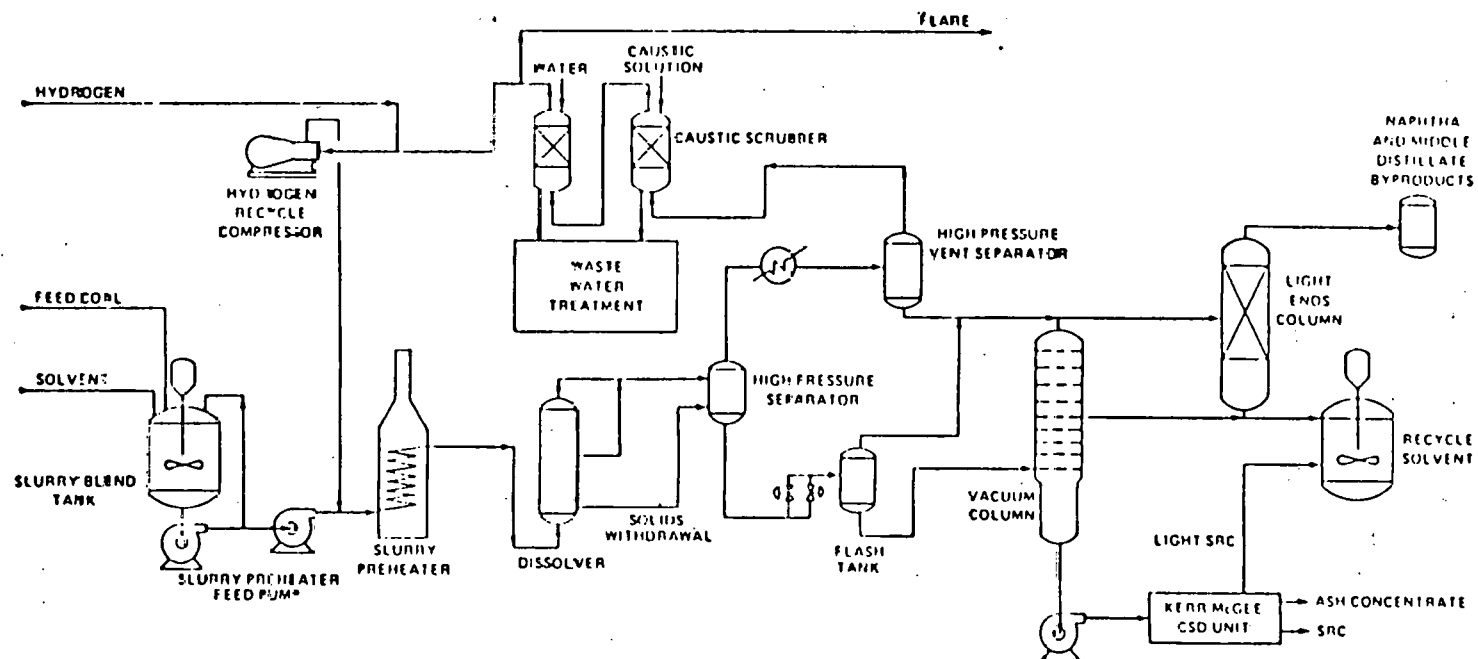 FLARE
CAUSTIC
SOLUTION
WATER
HYDROGEN
CAUSTIC SCRUBBER
NAPHTHA
AND MIDDLE
DISTILLATE
BYPRODUCTS
HYDROGEN
RECYCLE
COMPRESSOR
HIGH PRESSURE
VENT SEPARATOR
WASTE
WATER
TREATMENT
LIGHT
ENDS
COLUMN
FEED COAL
SOLVENT
HIGH PRESSURE
SEPARATOR
RECYCLE
SOLVENT
SLURRY BLEND
TANK
VACUUM
COLUMN
SOLIDS
WITHDRAWAL
LIGHT SRC
SLURRY
PREHEATER
DISSOLVER
FLASH
TANK
SLURRY PREHEATER
FEED PUMP
KERR McGEE
CSD UNIT
ASH CONCENTRATE
SRC